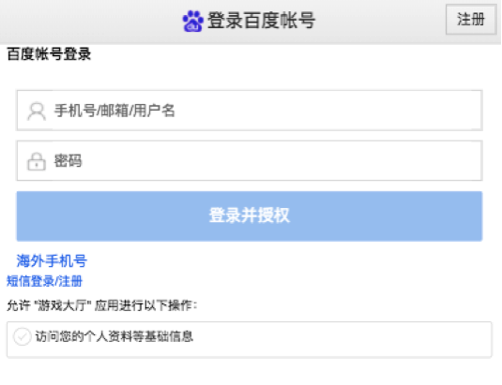 登录百度帐号
注册
百度帐号登录
手机号/邮箱/用户名
密码
登录并授权
海外手机号
短信登录/注册
允许 "游戏大厅" 应用进行以下操作:
访问您的个人资料等基础信息